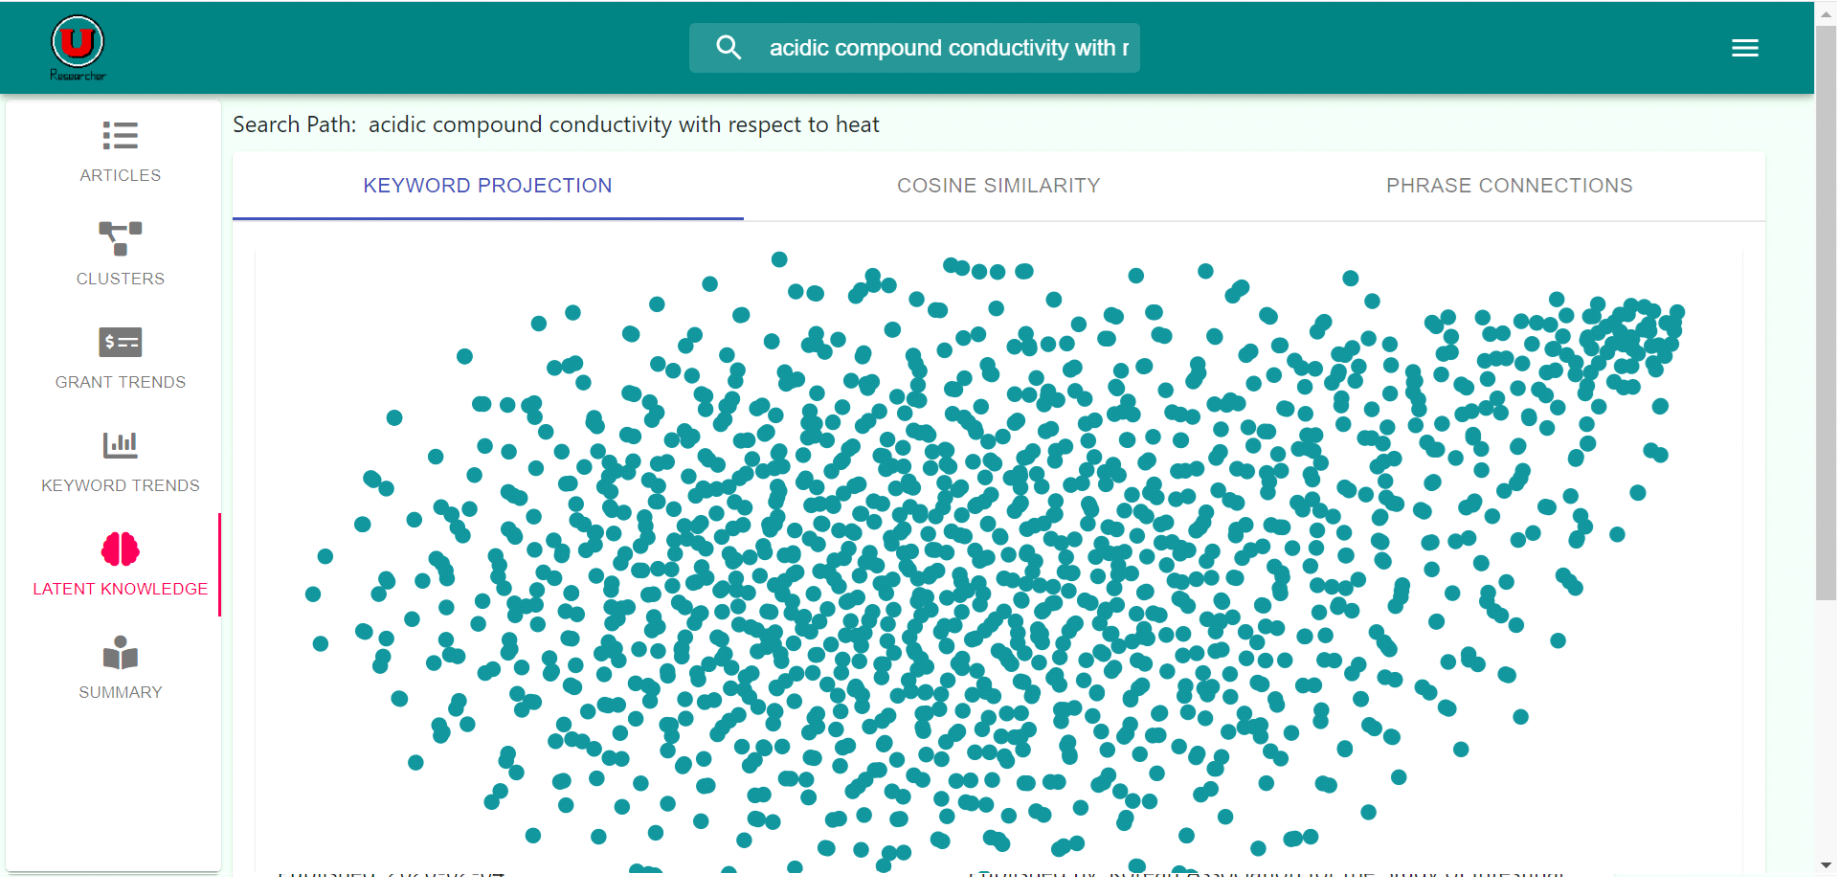 U
Researcher
acidic compound conductivity with r
ARTICLES
CLUSTERS
GRANT TRENDS
KEYWORD TRENDS
LATENT KNOWLEDGE
SUMMARY
Search Path: acidic compound conductivity with respect to heat
KEYWORD PROJECTION
COSINE SIMILARITY
PHRASE CONNECTIONS